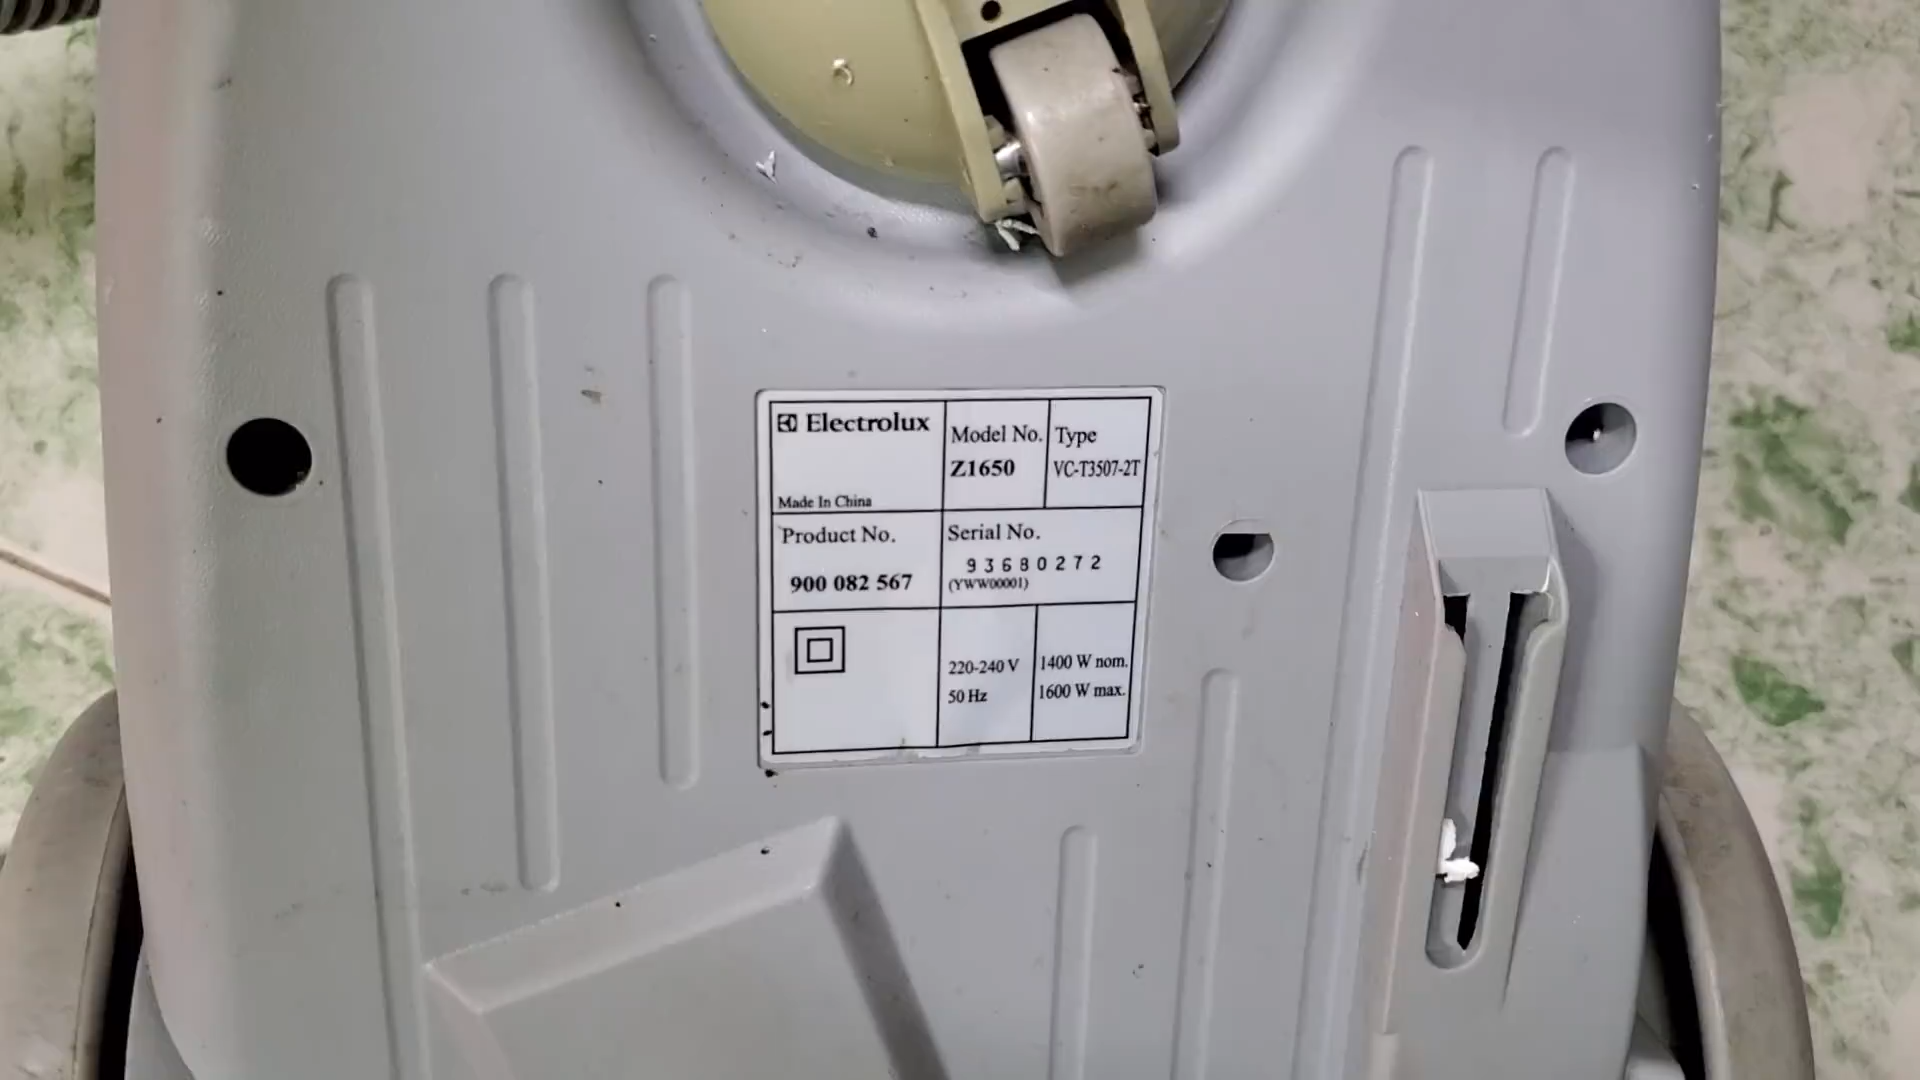 Electrolux
Made In China
Model No.
Z1650
Type
VC-T3507-2T
Product No.
900 082 567
Serial No.
93680272
(YWW00001)
220-240 V
50 Hz
1400 W nom.
1600 W max.